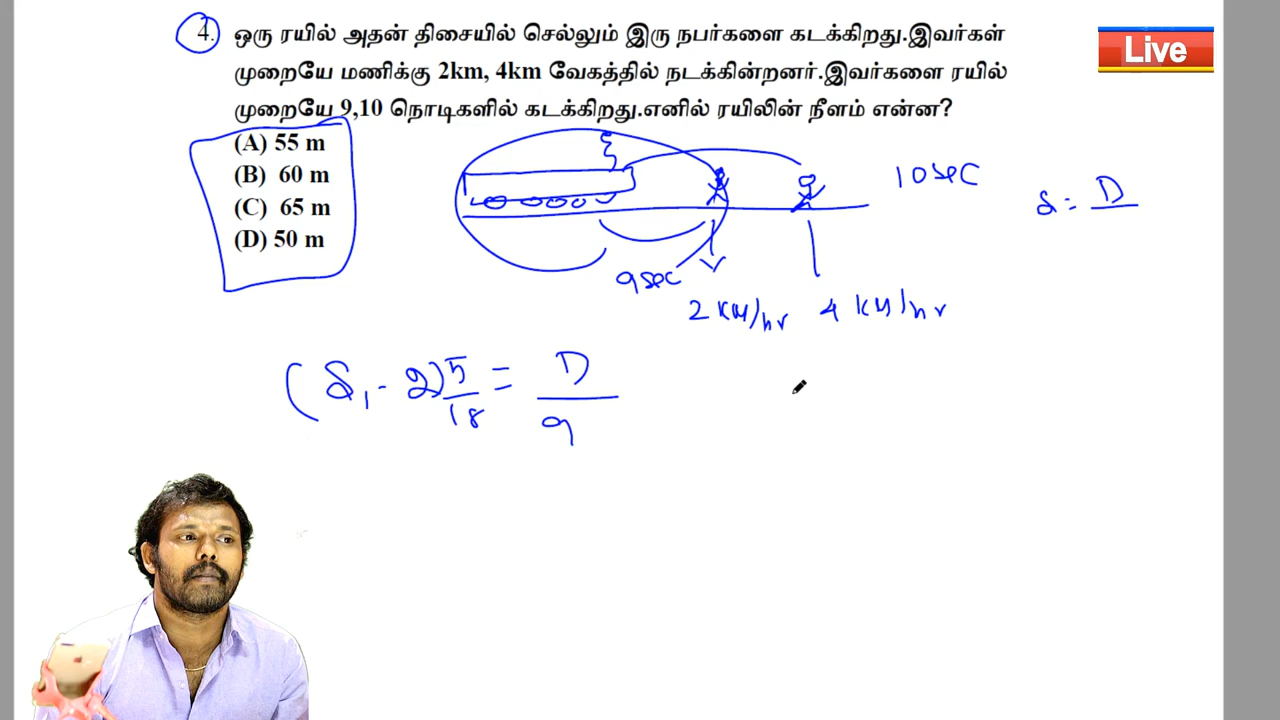 4. ஒரு ரயில் அதன் திசையில் செல்லும் இரு நபர்களை கடக்கிறது.இவர்கள்
Live
முறையே மணிக்கு 2km, 4km வேகத்தில் நடக்கின்றனர்.இவர்களை ரயில்
முறையே 9,10 நொடிகளில் கடக்கிறது.எனில் ரயிலின் நீளம் என்ன?
(A) 55 m
(B) 60 m
(C) 65 m
(D) 50 m
10 sec
S = D
9 sec
2 KM/hr 4 KM/hr
(S₁ - 2) 5/18 = D/9